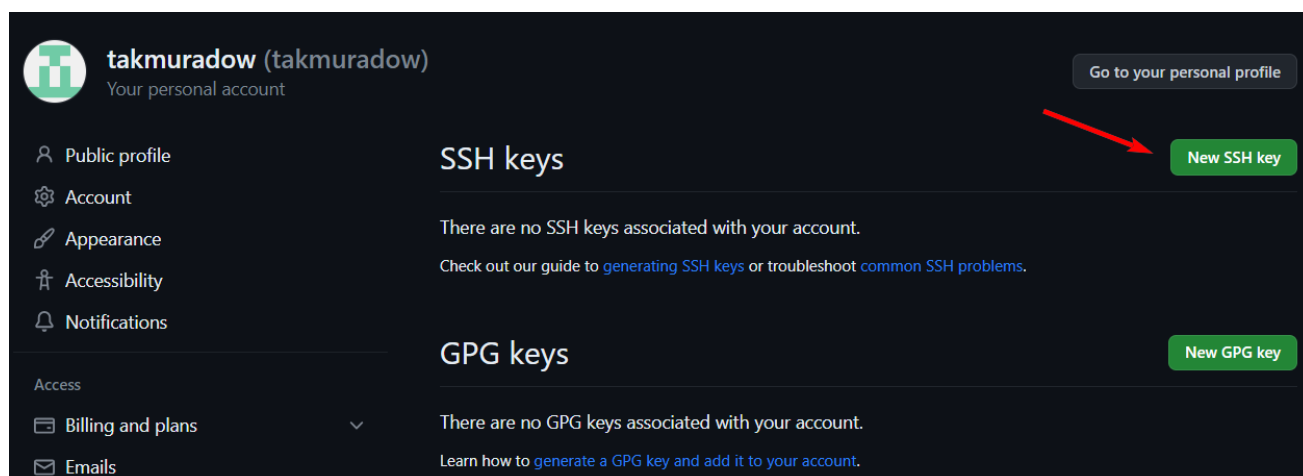 takmuradow (takmuradow)
Your personal account
Go to your personal profile
Public profile
Account
Appearance
Accessibility
Notifications
Access
Billing and plans
Emails
SSH keys
New SSH key
There are no SSH keys associated with your account.
Check out our guide to generating SSH keys or troubleshoot common SSH problems.
GPG keys
New GPG key
There are no GPG keys associated with your account.
Learn how to generate a GPG key and add it to your account.